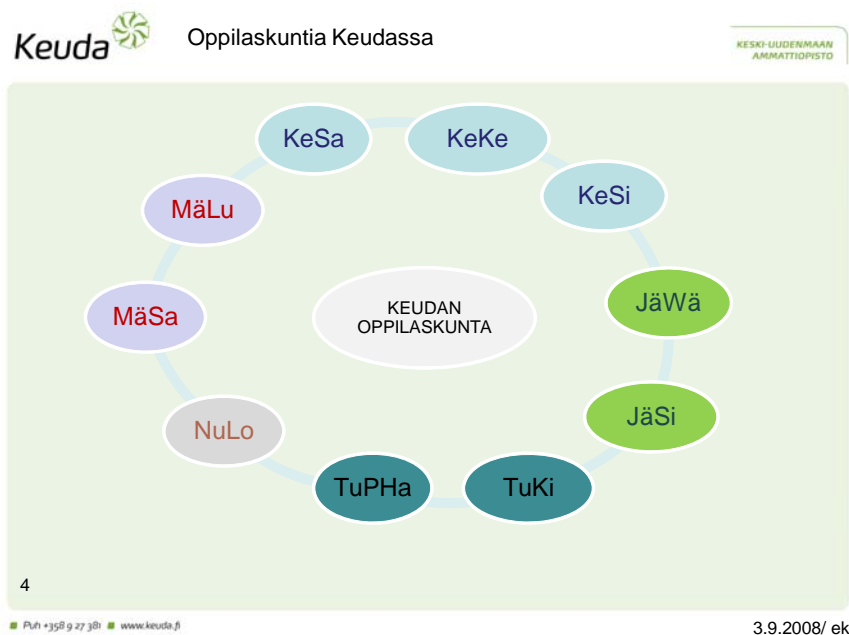 Keuda
Oppilaskuntia Keudassa
KESKI-UUDENMAAN
AMMATTIOPISTO
KeSa
KeKe
KeSi
MäLu
JäWä
MäSa
KEUDAN
OPPILASKUNTA
JäSi
NuLo
TuPHa
TuKi
4
Puh +358 9 27 381 www.keuda.fi
3.9.2008/ ek